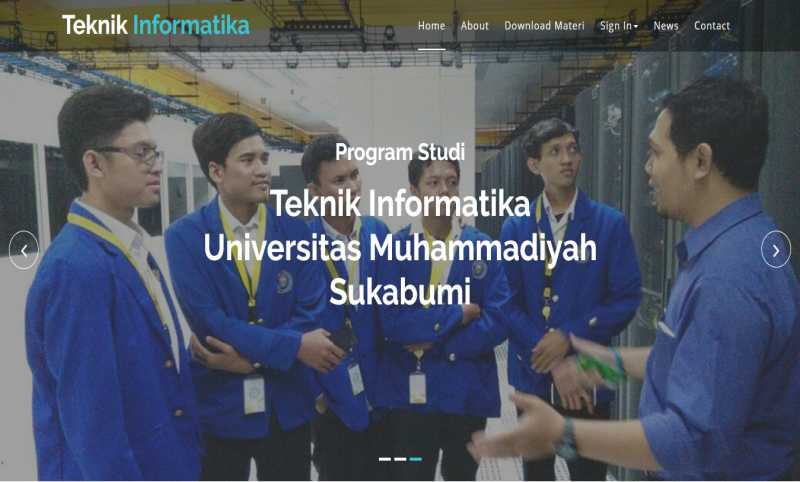 Teknik Informatika
Home About Download Materi Sign In News Contact
Program Studi
Teknik Informatika
Universitas Muhammadiyah
Sukabumi